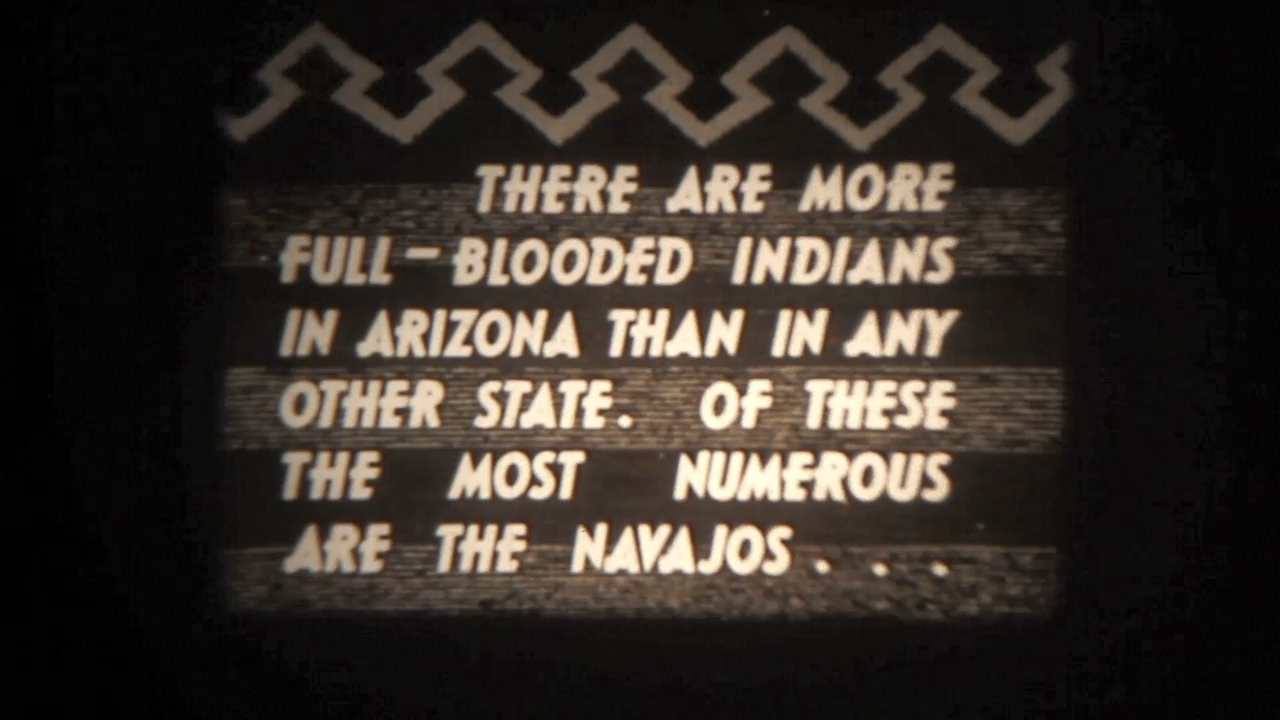 THERE ARE MORE
FULL-BLOODED INDIANS
IN ARIZONA THAN IN ANY
OTHER STATE. OF THESE
THE MOST NUMEROUS
ARE THE NAVAJOS . . .